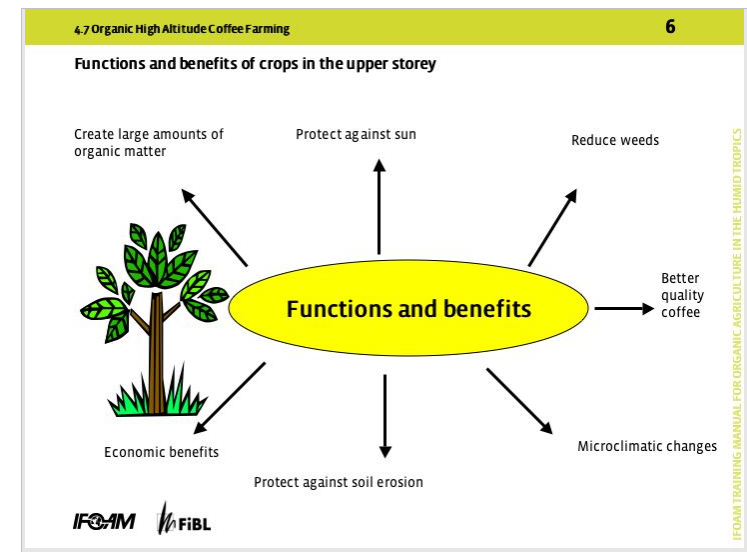 4.7 Organic High Altitude Coffee Farming
6
Functions and benefits of crops in the upper storey
Create large amounts of
organic matter
Protect against sun
Reduce weeds
Functions and benefits
Better
quality
coffee
Economic benefits
Protect against soil erosion
Microclimatic changes
IFOAM
FiBL
IFOAM TRAINING MANUAL FOR ORGANIC AGRICULTURE IN THE HUMID TROPICS